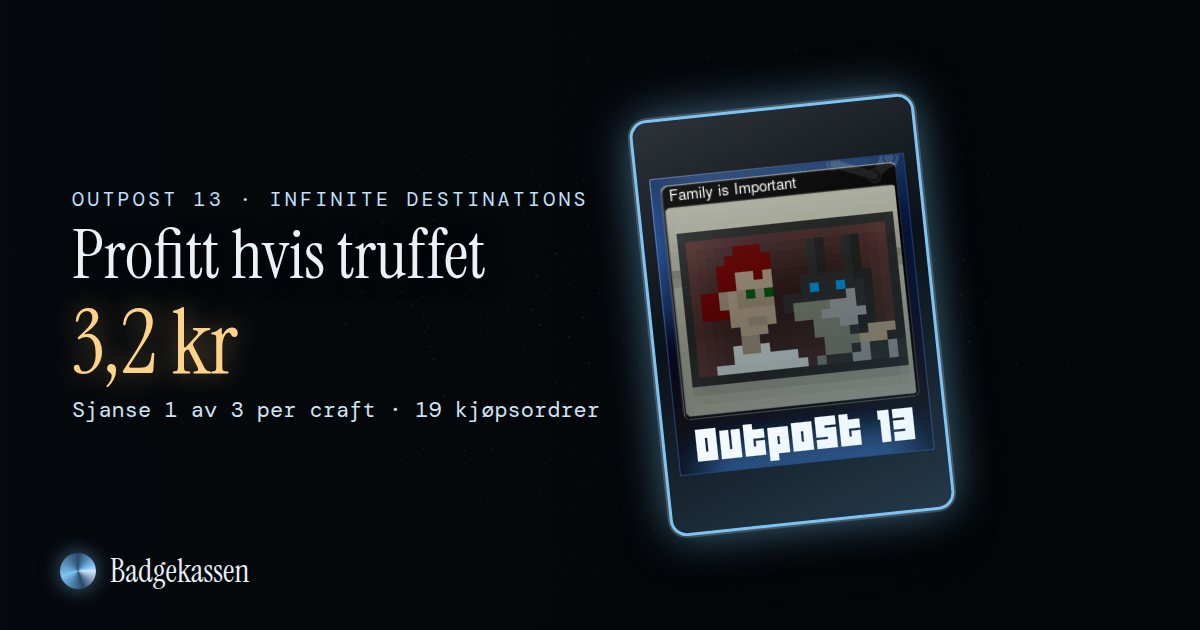 OUTPOST 13 · INFINITE DESTINATIONS
Profitt hvis truffet
3,2 kr
Sjanse 1 av 3 per craft · 19 kjøpsordrer
Family is Important
Outpost 13
Badgekassen